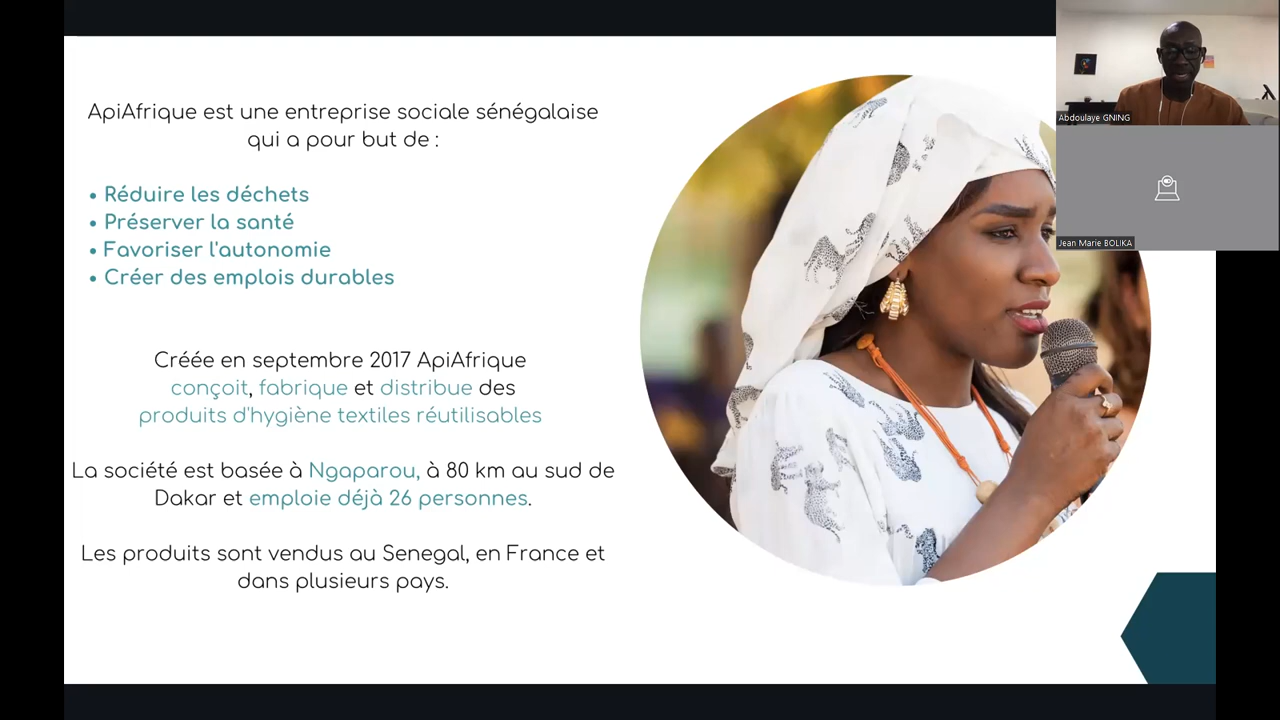 ApiAfrique est une entreprise sociale sénégalaise
qui a pour but de :
• Réduire les déchets
• Préserver la santé
• Favoriser l'autonomie
• Créer des emplois durables
Créée en septembre 2017 ApiAfrique
conçoit, fabrique et distribue des
produits d'hygiène textiles réutilisables
La société est basée à Ngaparou, à 80 km au sud de
Dakar et emploie déjà 26 personnes.
Les produits sont vendus au Senegal, en France et
dans plusieurs pays.
Abdoulaye GNING
Jean Marie BOLIKA